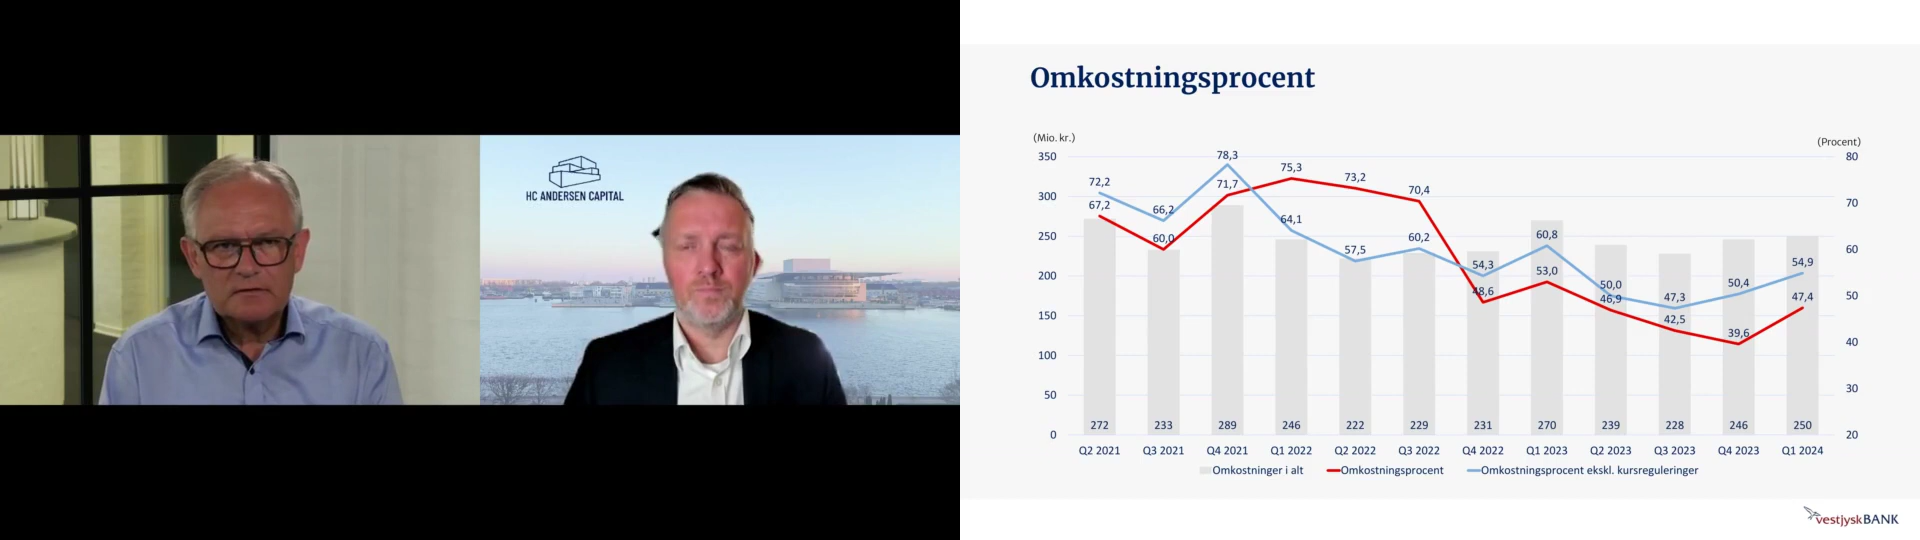 HC ANDERSEN CAPITAL
Omkostningsprocent
(Mio. kr.)
(Procent)
350
300
250
200
150
100
50
0
80
70
60
50
40
30
20
72,2 66,2 78,3 64,1 57,5 60,2 54,3 60,8 50,0 47,3 50,4 54,9
67,2 60,0 71,7 75,3 73,2 70,4 48,6 53,0 46,9 42,5 39,6 47,4
272 233 289 246 222 229 231 270 239 228 246 250
Q2 2021 Q3 2021 Q4 2021 Q1 2022 Q2 2022 Q3 2022 Q4 2022 Q1 2023 Q2 2023 Q3 2023 Q4 2023 Q1 2024
Omkostninger i alt Omkostningsprocent Omkostningsprocent ekskl. kursreguleringer
vestjyskBANK